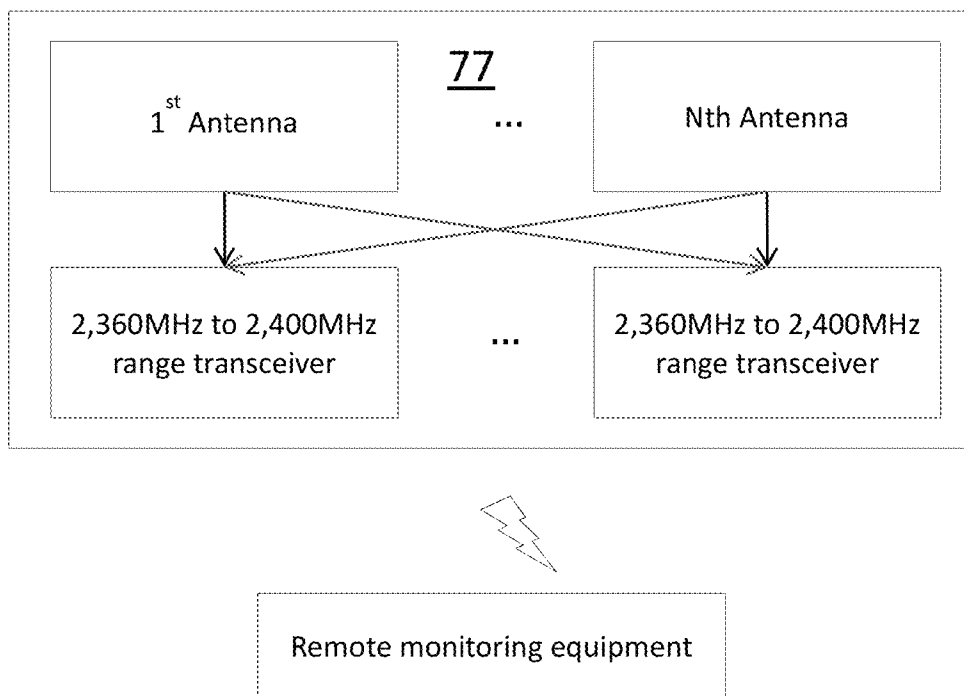 77
1st Antenna
...
Nth Antenna
2,360MHz to 2,400MHz
range transceiver
...
2,360MHz to 2,400MHz
range transceiver
Remote monitoring equipment